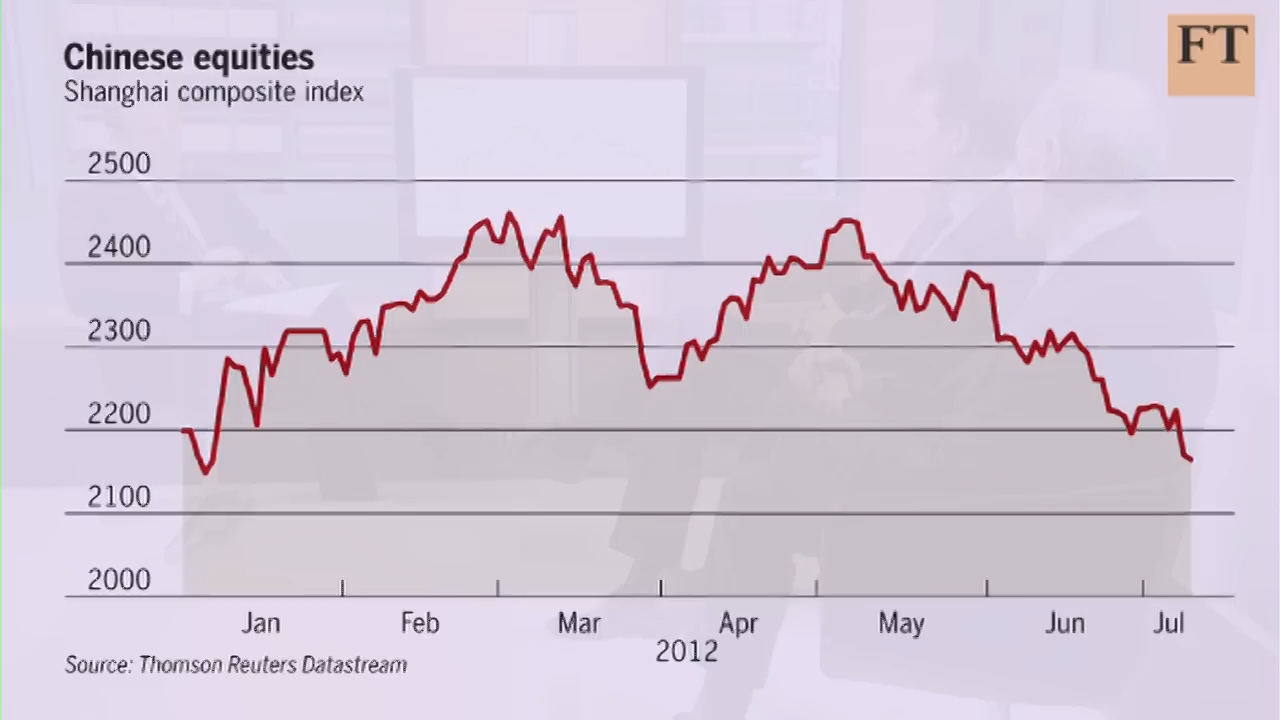 Chinese equities
FT
Shanghai composite index
2500
2400
2300
2200
2100
2000
Jan Feb Mar Apr May Jun Jul
2012
Source: Thomson Reuters Datastream